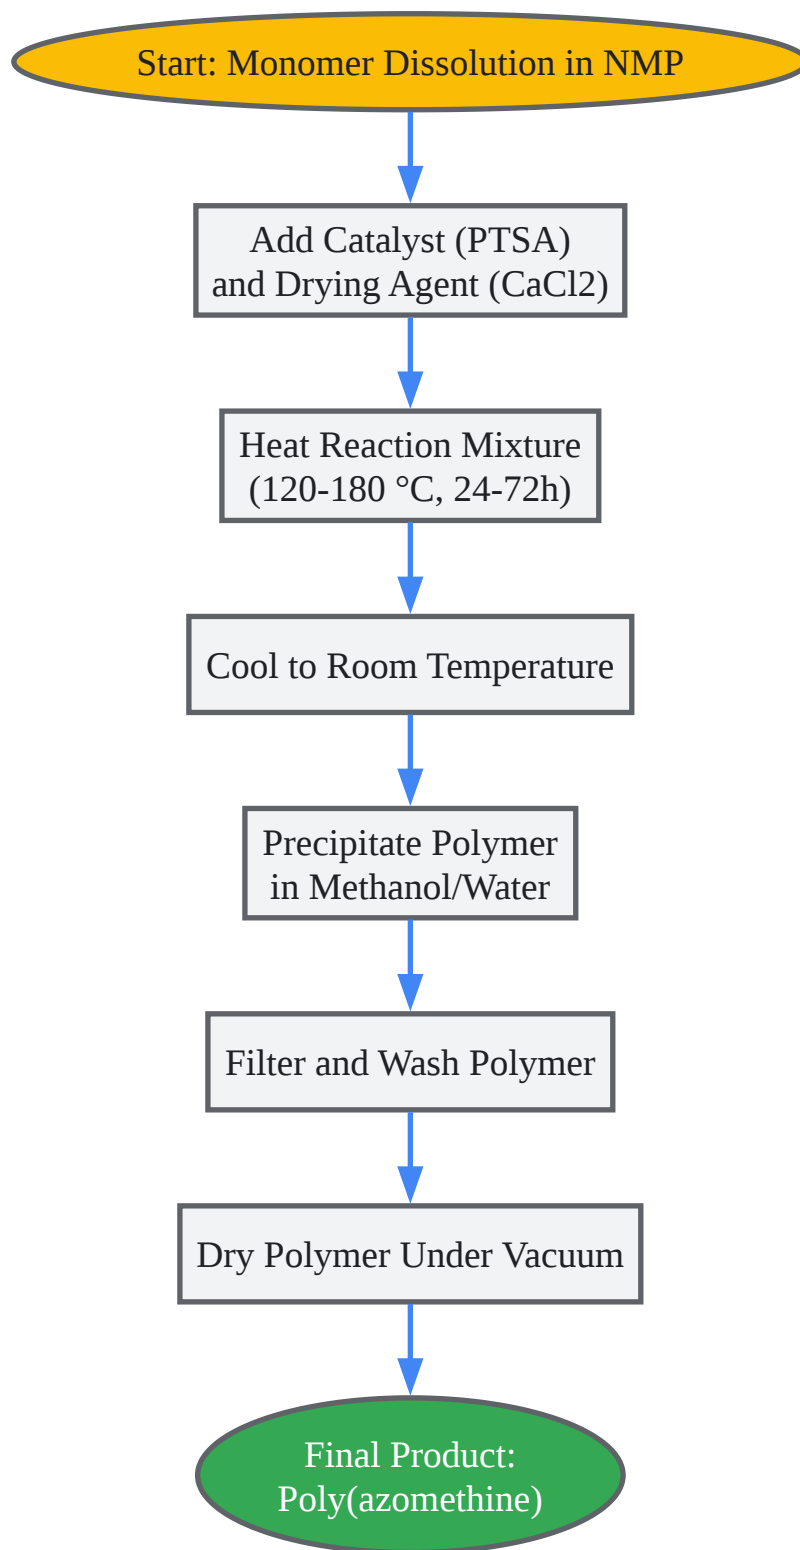 Start: Monomer Dissolution in NMP
Add Catalyst (PTSA)
and Drying Agent (CaCl2)
Heat Reaction Mixture
(120-180 °C, 24-72h)
Cool to Room Temperature
Precipitate Polymer
in Methanol/Water
Filter and Wash Polymer
Dry Polymer Under Vacuum
Final Product:
Poly(azomethine)